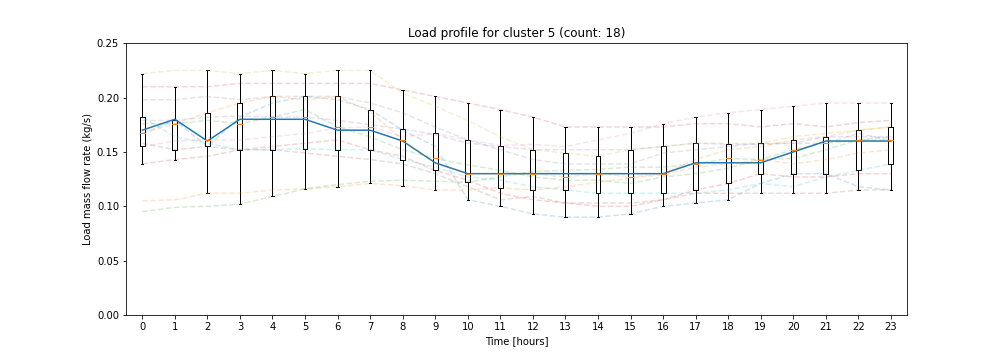 Load profile for cluster 5 (count: 18)
0.25
0.20
0.15
0.10
0.05
0.00
Load mass flow rate (kg/s)
0 1 2 3 4 5 6 7 8 9 10 11 12 13 14 15 16 17 18 19 20 21 22 23
Time [hours]